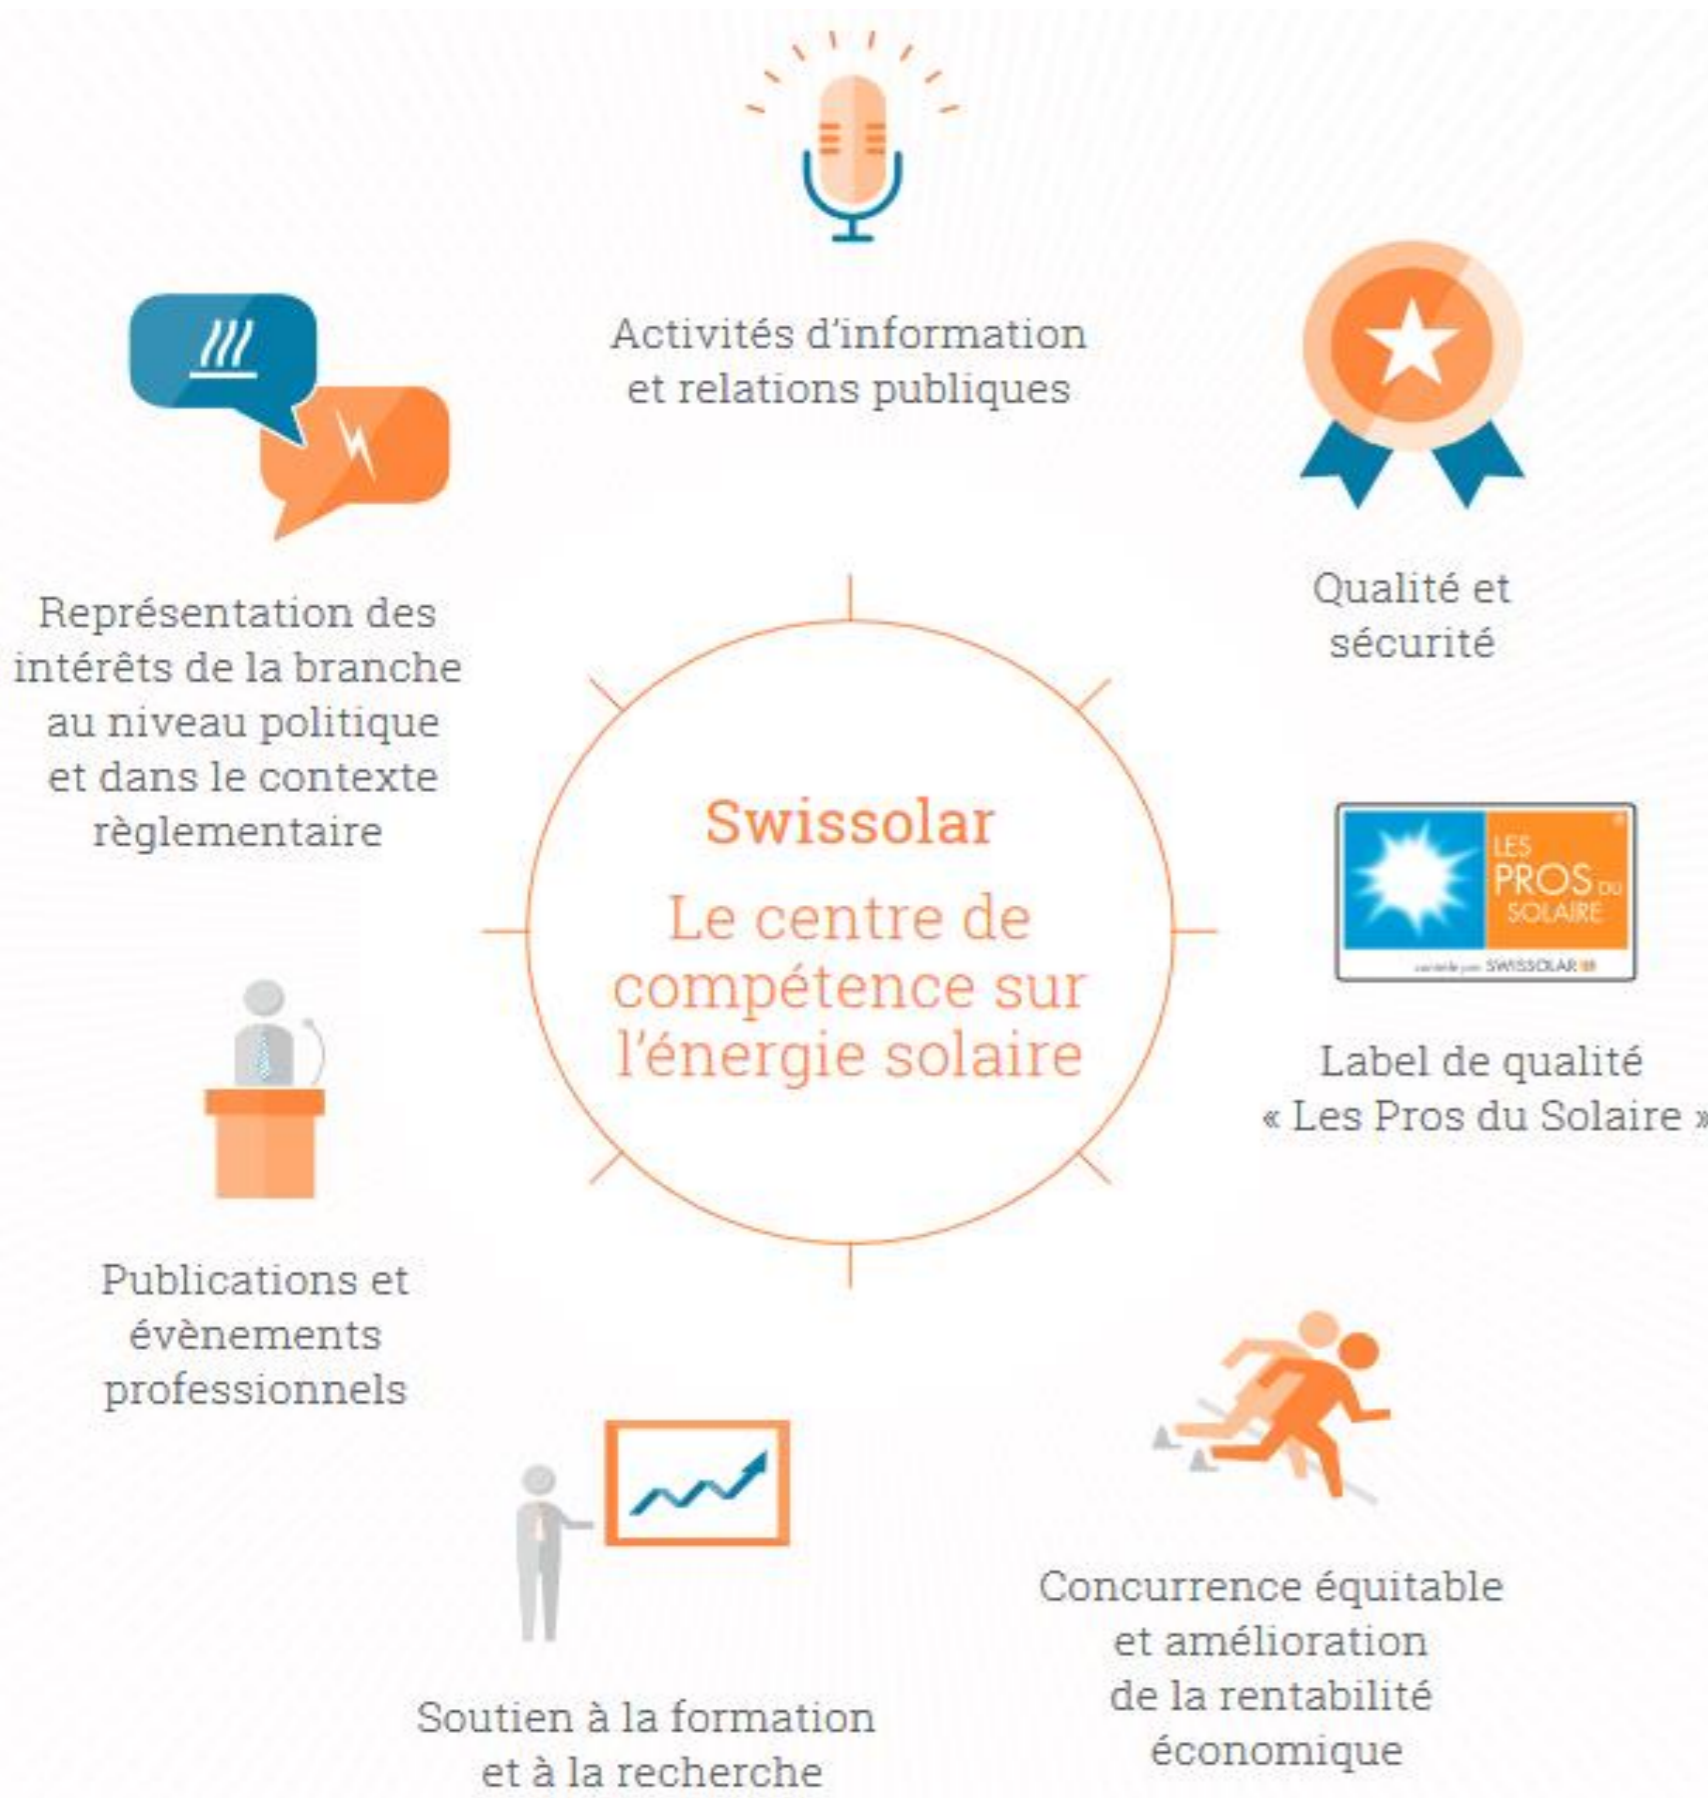 Activités d'information
et relations publiques
Qualité et
sécurité
LES
PROS DU
SOLAIRE
SWISSOLAR
Label de qualité
« Les Pros du Solaire »
Concurrence équitable
et amélioration
de la rentabilité
économique
Soutien à la formation
et à la recherche
Publications et
évènements
professionnels
Représentation des
intérêts de la branche
au niveau politique
et dans le contexte
règlementaire
Swissolar
Le centre de
compétence sur
l'énergie solaire